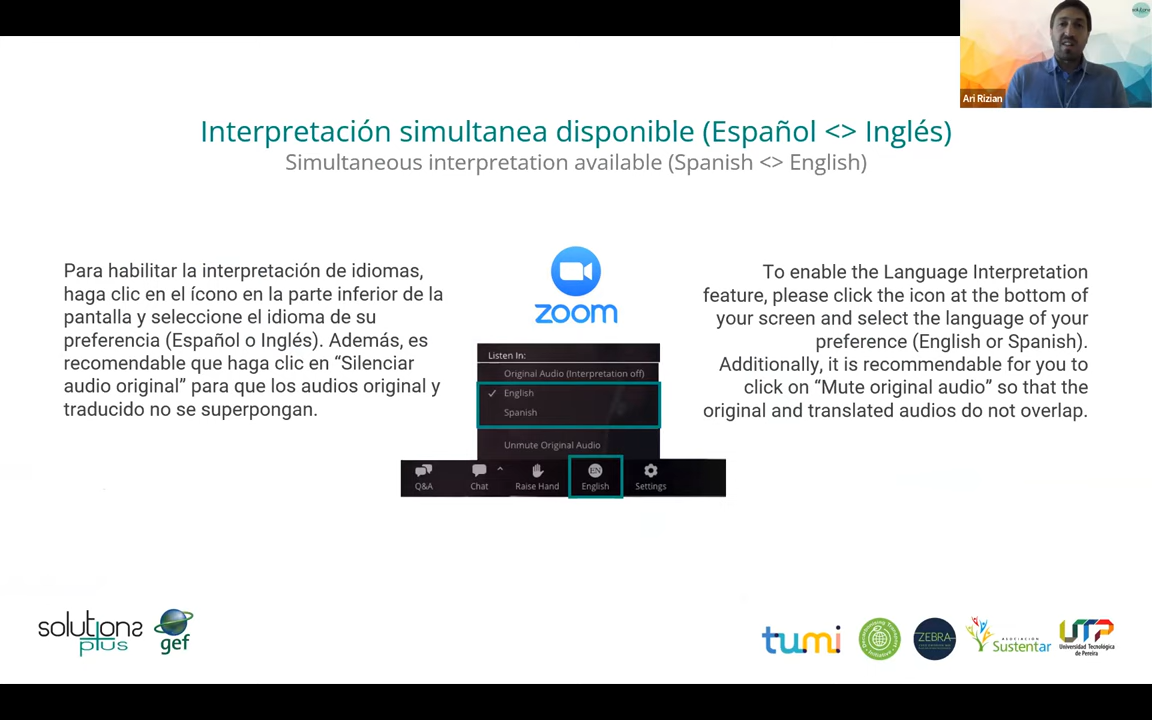 Ari Rizian
Interpretación simultanea disponible (Español <> Inglés)
Simultaneous interpretation available (Spanish <> English)
Para habilitar la interpretación de idiomas,
haga clic en el ícono en la parte inferior de la
pantalla y seleccione el idioma de su
preferencia (Español o Inglés). Además, es
recomendable que haga clic en “Silenciar
audio original” para que los audios original y
traducido no se superpongan.
zoom
Listen In:
Original Audio (Interpretation off)
English
Spanish
Unmute Original Audio
Q&A
Chat
Raise Hand
EN
English
Settings
To enable the Language Interpretation
feature, please click the icon at the bottom of
your screen and select the language of your
preference (English or Spanish).
Additionally, it is recommended for you to
click on “Mute original audio” so that the
original and translated audios do not overlap.
solutions
plus
gef
tumi
ZEBRA
ASOCIACIÓN
Sustentar
UTP
Universidad Tecnológica
de Pereira